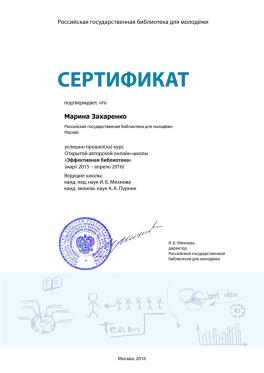 Российская государственная библиотека для молодёжи
СЕРТИФИКАТ
подтверждает, что
Марина Захаренко
Российская государственная библиотека для молодёжи
Москва
успешно прошел(ла) курс
Открытой авторской онлайн-школы
«Эффективная библиотека»
(март 2015 – апрель 2016)
Ведущие школы:
канд. пед. наук И. Б. Михнова
канд. эконом. наук А. А. Пурник
И. Б. Михнова,
директор
Российской государственной
библиотеки для молодёжи
idea
team
Москва, 2016